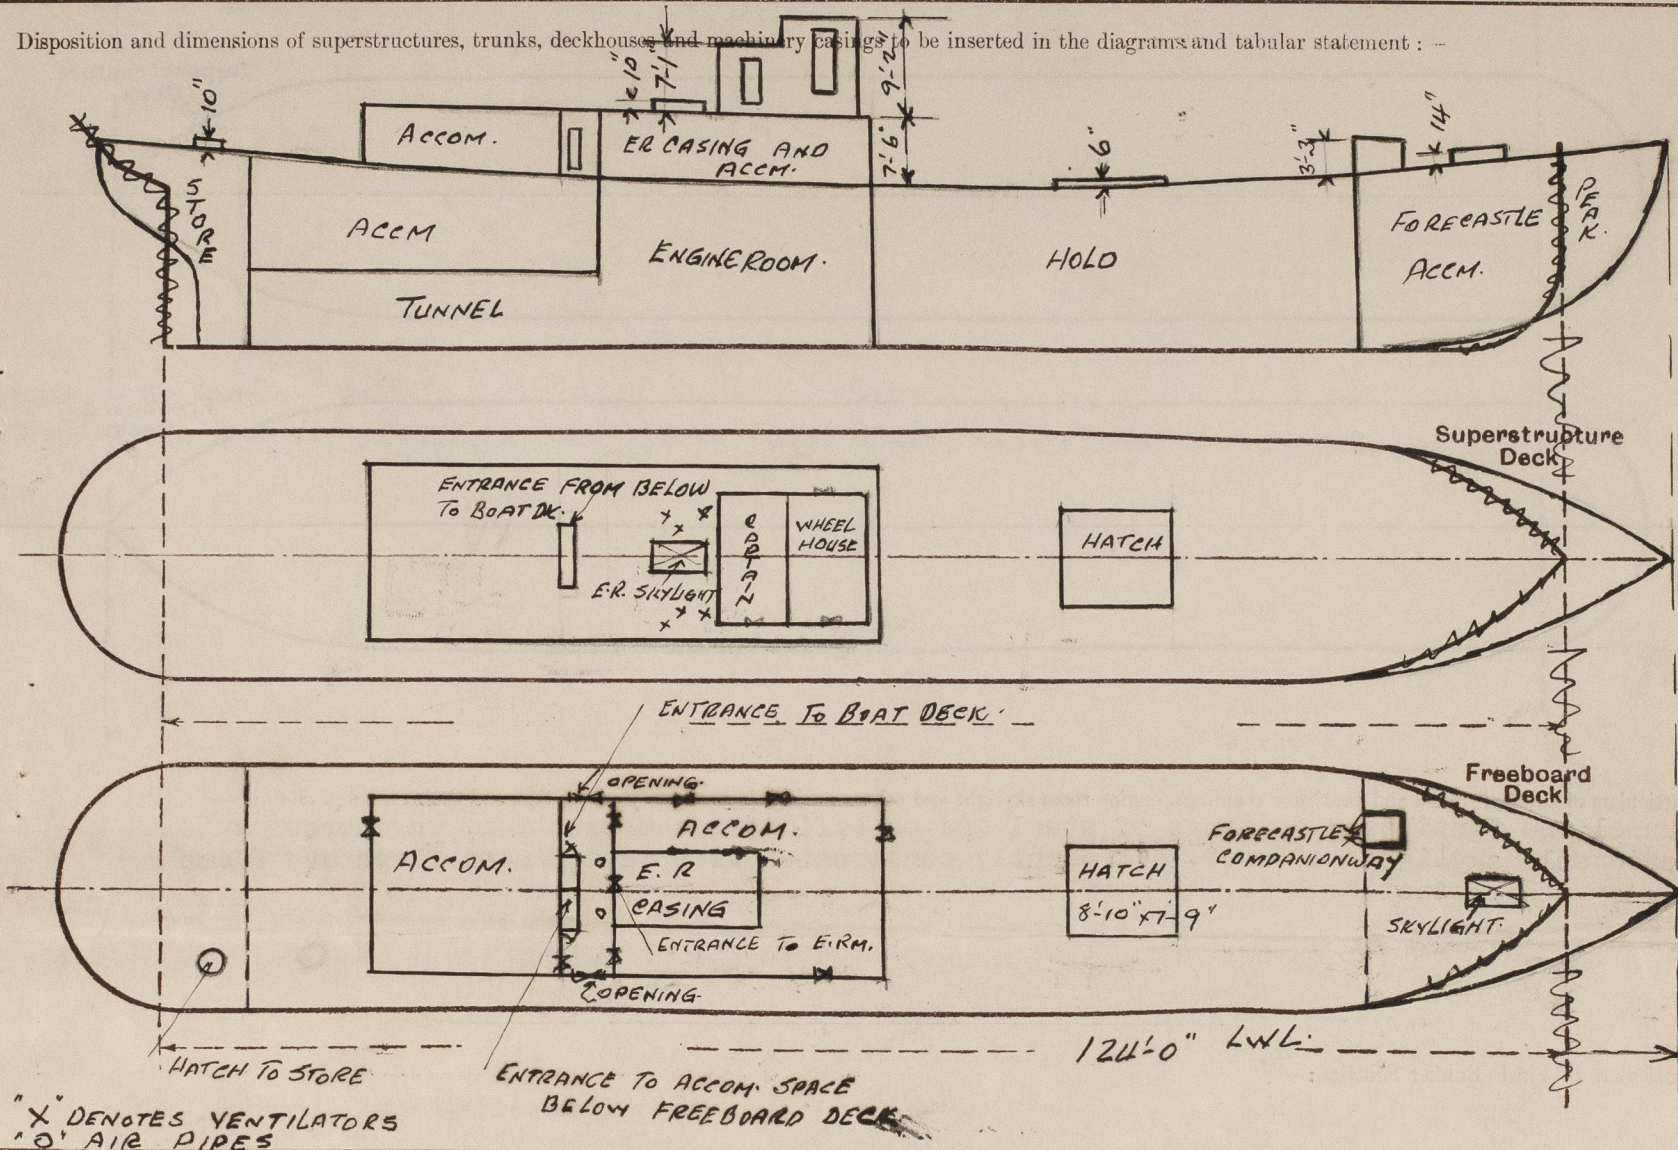 Disposition and dimensions of superstructures, trunks, deckhouses and machinery casings to be inserted in the diagrams and tabular statement : –
10"
10"
7'-1"
9'-2"
7'-6"
6"
3'-3"
14"
ACCOM.
ER CASING AND
ACCM.
STORE
ACCM
ENGINEROOM.
HOLD
FORECASTLE
ACCM.
PEAK.
TUNNEL
Superstructure
Deck
ENTRANCE FROM BELOW
TO BOAT DK.
CAPTAIN
WHEEL
HOUSE
E.R. SKYLIGHT
HATCH
ENTRANCE TO BOAT DECK.
Freeboard
Deck
OPENING.
ACCOM.
ACCOM.
E.R
CASING
ENTRANCE TO E.RM.
OPENING.
HATCH
8'-10" x 7'-9"
FORECASTLE
COMPANIONWAY
SKYLIGHT.
124'-0" LWL.
HATCH TO STORE
ENTRANCE TO ACCOM. SPACE
BELOW FREEBOARD DECK.
"X" DENOTES VENTILATORS
"O" AIR PIPES